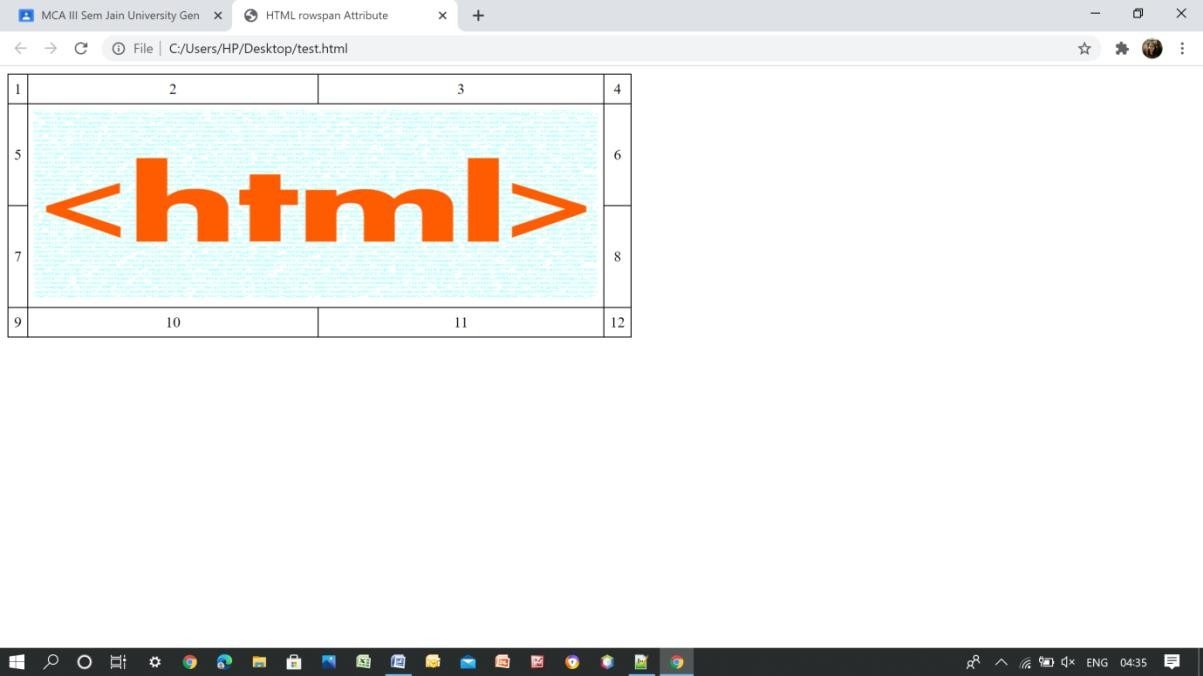 MCA III Sem Jain University Gen
HTML rowspan Attribute
File
C:/Users/HP/Desktop/test.html
1 2 3 4
5 6
<html>
7 8
9 10 11 12
ENG 04:35